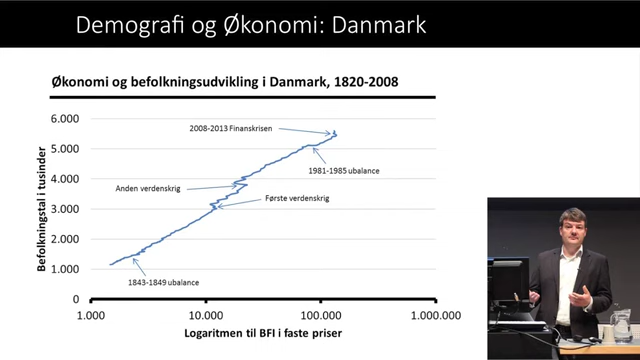 Demografi og Økonomi: Danmark
Økonomi og befolkningsudvikling i Danmark, 1820-2008
Befolkningstal i tusinder
6.000
5.000
4.000
3.000
2.000
1.000
0
2008-2013 Finanskrisen
1981-1985 ubalance
Anden verdenskrig
Første verdenskrig
1843-1849 ubalance
1.000
10.000
100.000
1.000.000
Logaritmen til BFI i faste priser